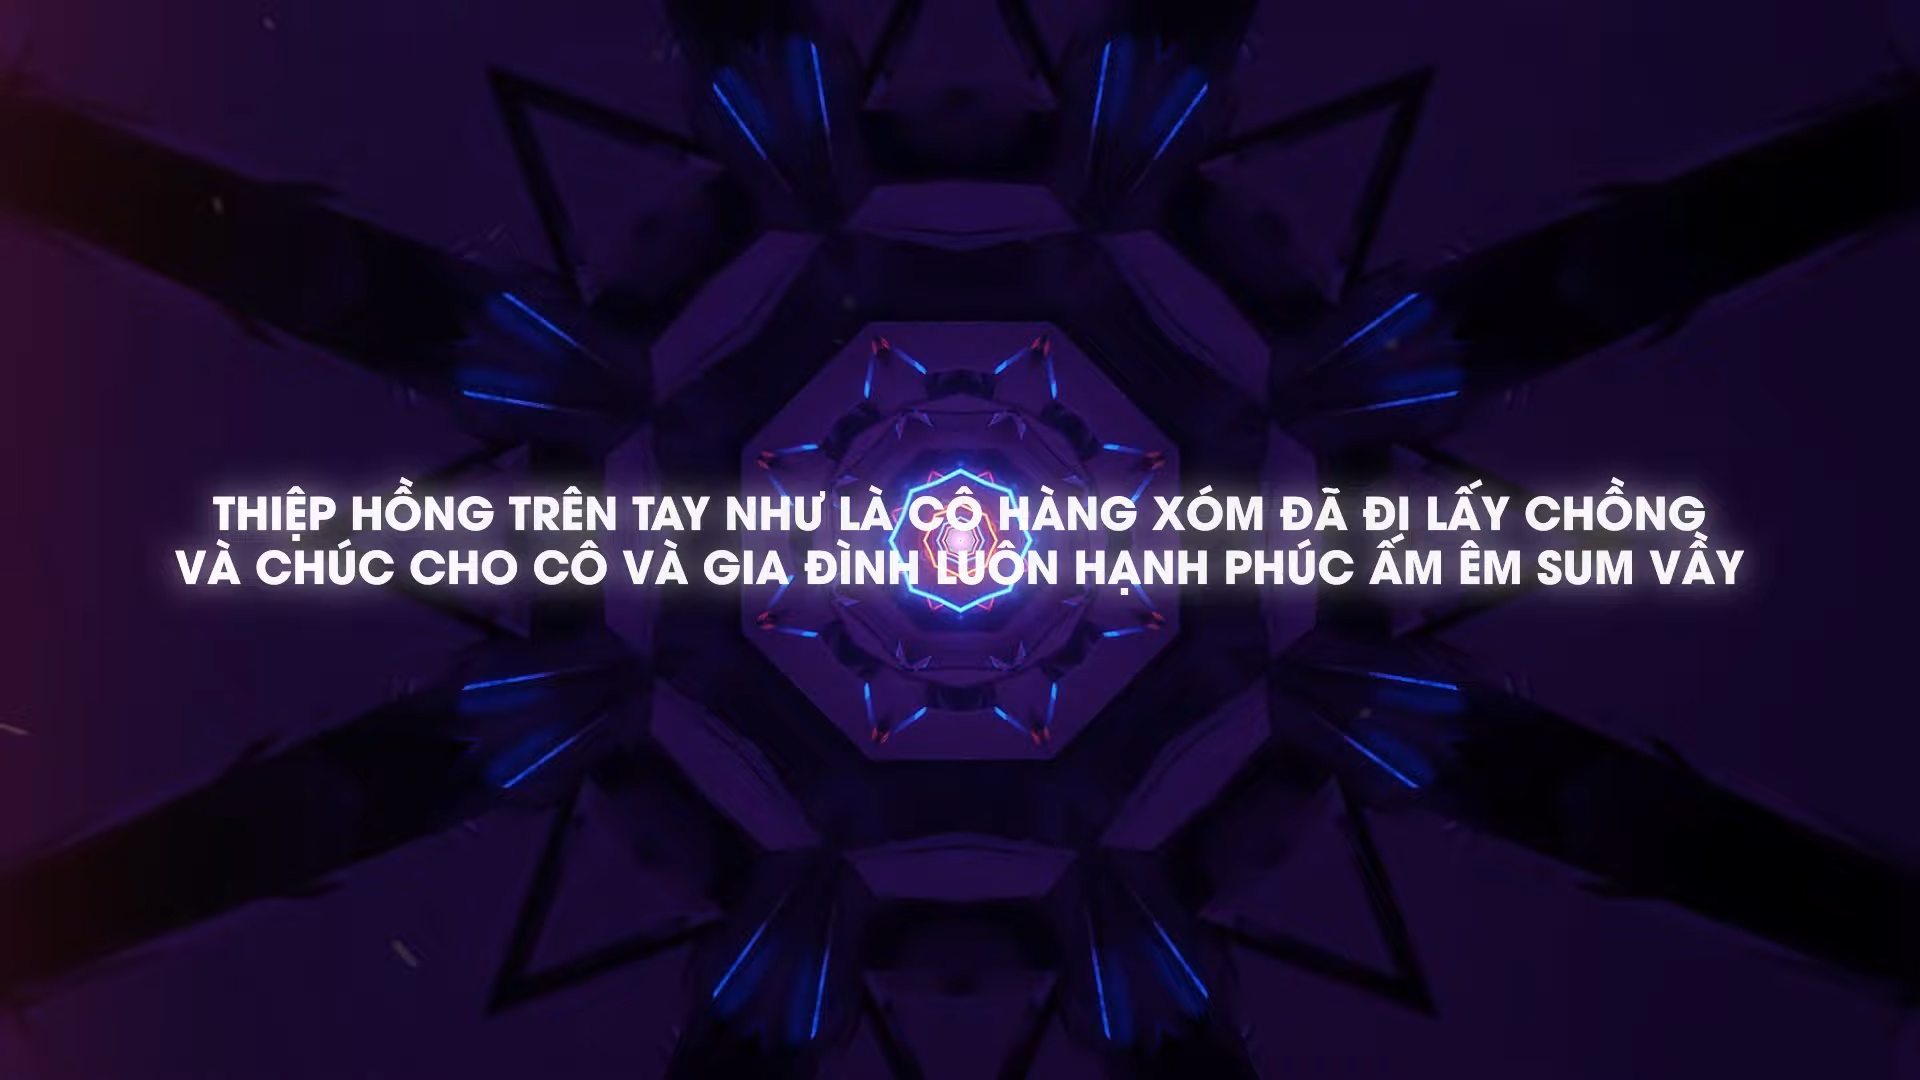 THIỆP HỒNG TRÊN TAY NHƯ LÀ CÔ HÀNG XÓM ĐÃ ĐI LẤY CHỒNG
VÀ CHÚC CHO CÔ VÀ GIA ĐÌNH LUÔN HẠNH PHÚC ẤM ÊM SUM VẦY